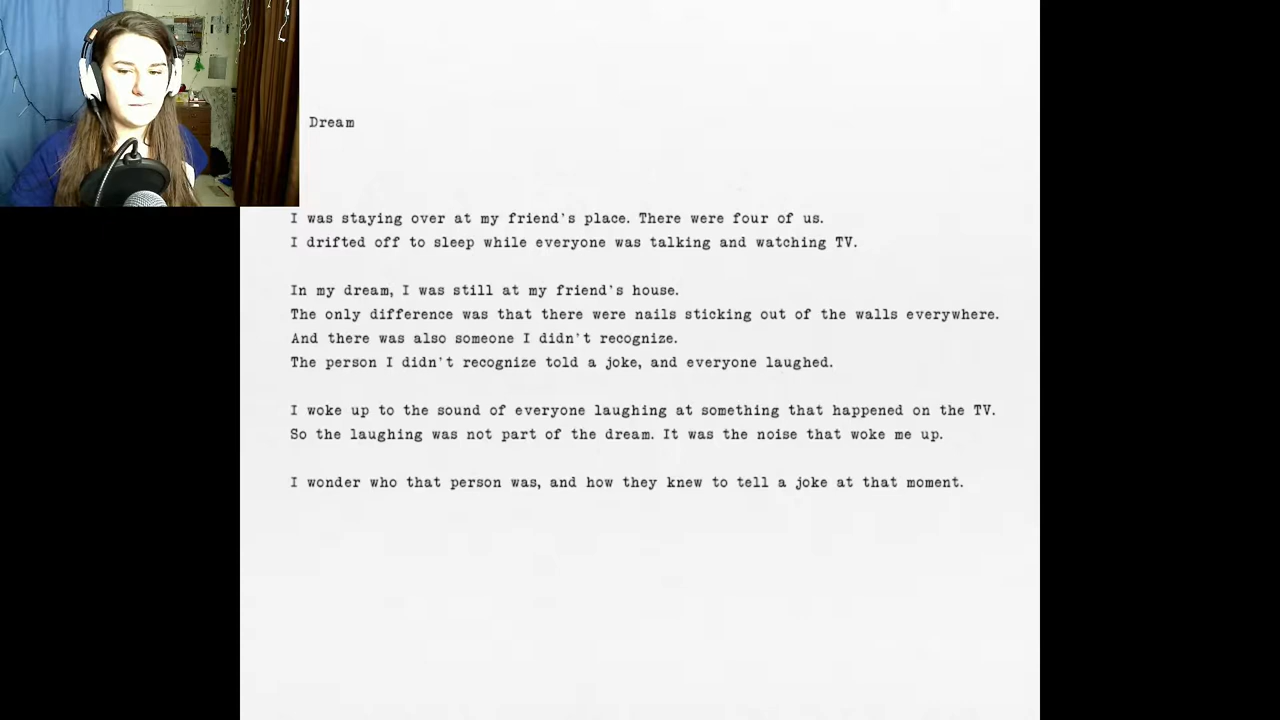 Dream
I was staying over at my friend's place. There were four of us.
I drifted off to sleep while everyone was talking and watching TV.
In my dream, I was still at my friend's house.
The only difference was that there were nails sticking out of the walls everywhere.
And there was also someone I didn't recognize.
The person I didn't recognize told a joke, and everyone laughed.
I woke up to the sound of everyone laughing at something that happened on the TV.
So the laughing was not part of the dream. It was the noise that woke me up.
I wonder who that person was, and how they knew to tell a joke at that moment.